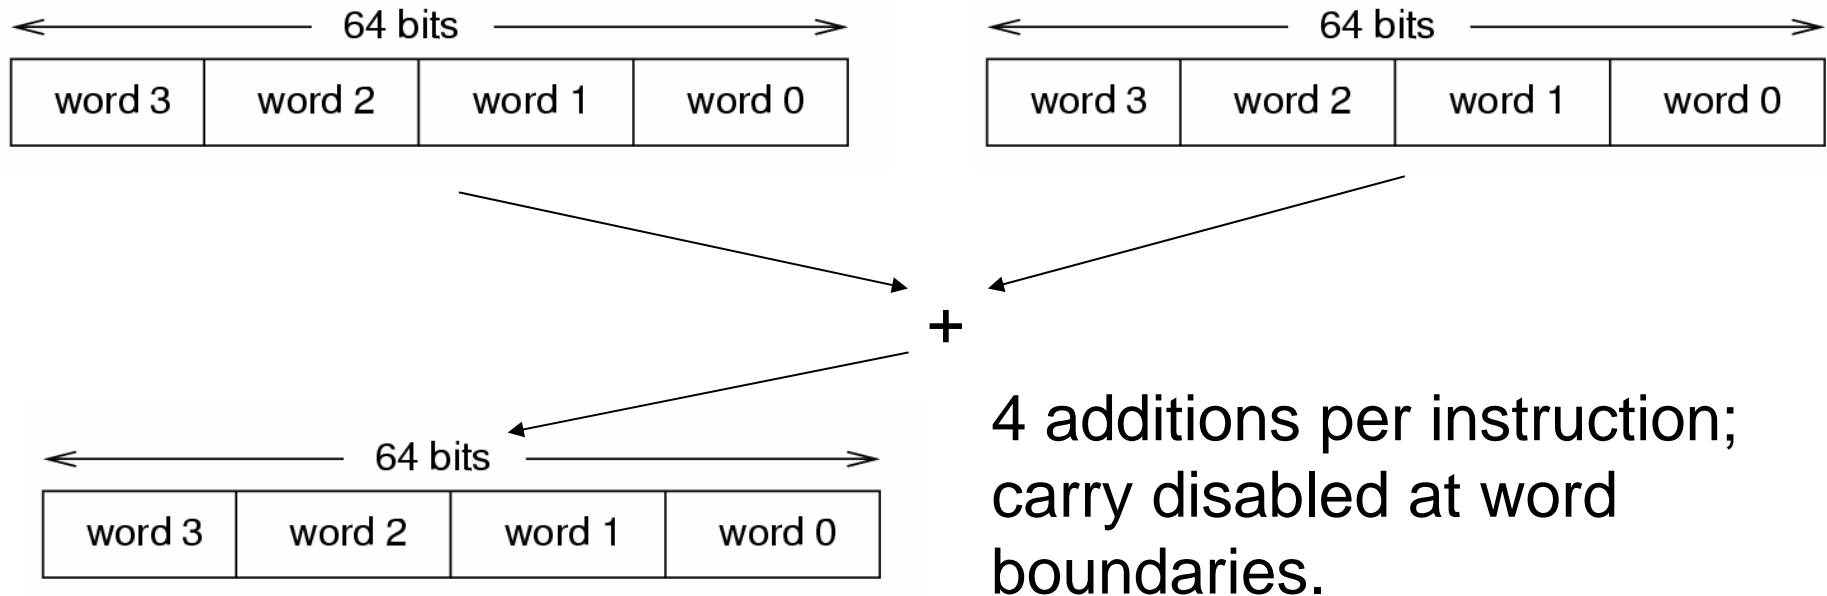 64 bits
word 3 word 2 word 1 word 0
64 bits
word 3 word 2 word 1 word 0
+
64 bits
word 3 word 2 word 1 word 0
4 additions per instruction;
carry disabled at word
boundaries.